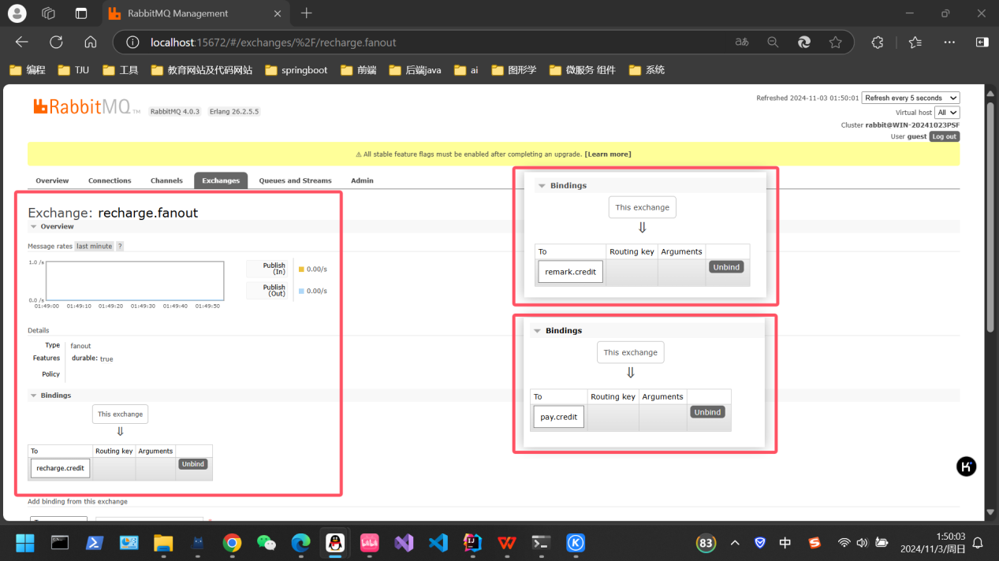 RabbitMQ Management
localhost:15672/#/exchanges/%2F/recharge.fanout
编程 TJU 工具 教育网站及代码网站 springboot 前端 后端java ai 图形学 微服务 组件 系统
RabbitMQ TM RabbitMQ 4.0.3 Erlang 26.2.5.5
Refreshed 2024-11-03 01:50:01 Refresh every 5 seconds
Virtual host All
Cluster rabbit@WIN-20241023PSF
User guest Log out
⚠ All stable feature flags must be enabled after completing an upgrade. [Learn more]
Overview Connections Channels Exchanges Queues and Streams Admin
Exchange: recharge.fanout
Overview
Message rates last minute ?
1.0 /s
0.0 /s
01:49:00 01:49:10 01:49:20 01:49:30 01:49:40 01:49:50
Publish (In) 0.00/s
Publish (Out) 0.00/s
Details
Type fanout
Features durable: true
Policy
Bindings
This exchange
⇓
To Routing key Arguments
recharge.credit Unbind
Add binding from this exchange
Bindings
This exchange
⇓
To Routing key Arguments
remark.credit Unbind
Bindings
This exchange
⇓
To Routing key Arguments
pay.credit Unbind
83 中 1:50:03
2024/11/3/周日